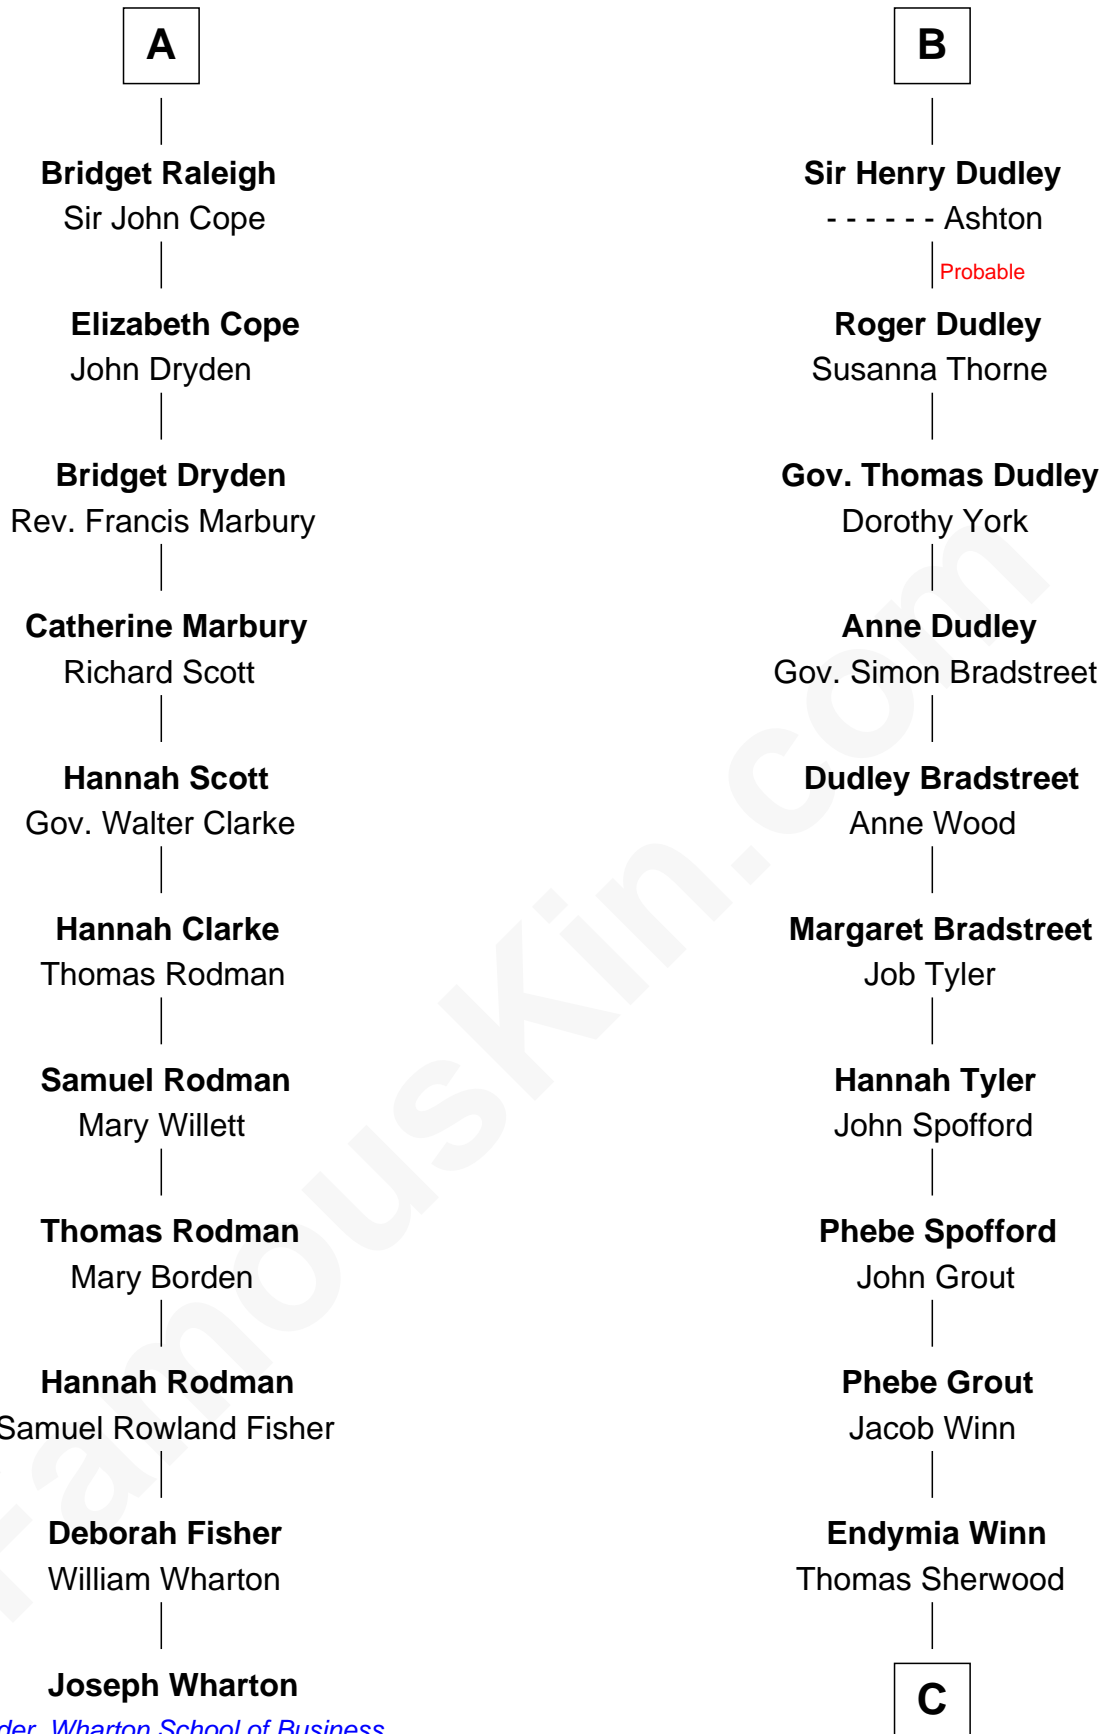 A
Bridget Raleigh
Sir John Cope
Elizabeth Cope
John Dryden
Bridget Dryden
Rev. Francis Marbury
Catherine Marbury
Richard Scott
Hannah Scott
Gov. Walter Clarke
Hannah Clarke
Thomas Rodman
Samuel Rodman
Mary Willett
Thomas Rodman
Mary Borden
Hannah Rodman
Samuel Rowland Fisher
Deborah Fisher
William Wharton
Joseph Wharton
Wharton School of Business
B
Sir Henry Dudley
- - - - - - Ashton
Probable
Roger Dudley
Susanna Thorne
Gov. Thomas Dudley
Dorothy York
Anne Dudley
Gov. Simon Bradstreet
Dudley Bradstreet
Anne Wood
Margaret Bradstreet
Job Tyler
Hannah Tyler
John Spofford
Phebe Spofford
John Grout
Phebe Grout
Jacob Winn
Endymia Winn
Thomas Sherwood
C
FamousKin.com